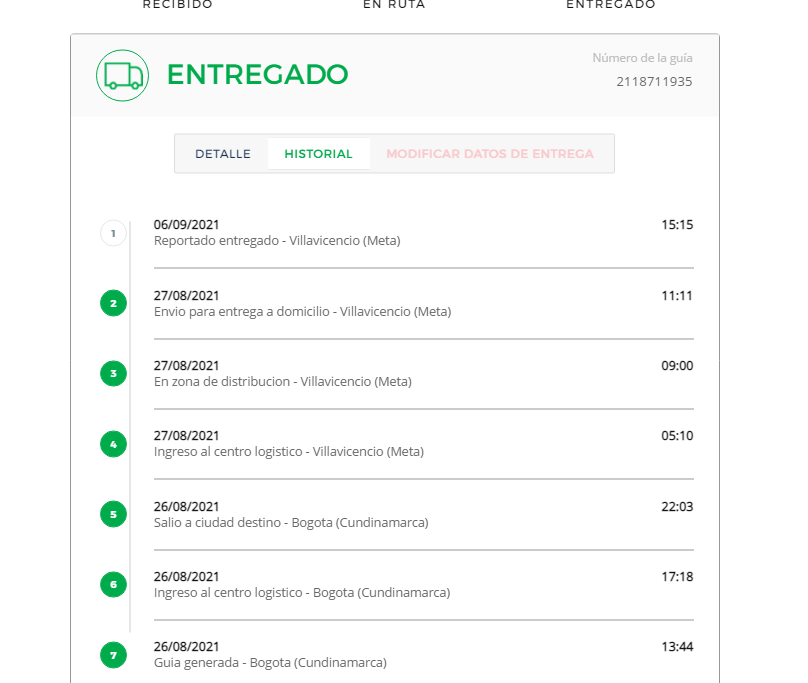 RECIBIDO EN RUTA ENTREGADO
ENTREGADO
Número de la guía
2118711935
DETALLE HISTORIAL MODIFICAR DATOS DE ENTREGA
1
06/09/2021 15:15
Reportado entregado - Villavicencio (Meta)
2
27/08/2021 11:11
Envio para entrega a domicilio - Villavicencio (Meta)
3
27/08/2021 09:00
En zona de distribucion - Villavicencio (Meta)
4
27/08/2021 05:10
Ingreso al centro logistico - Villavicencio (Meta)
5
26/08/2021 22:03
Salio a ciudad destino - Bogota (Cundinamarca)
6
26/08/2021 17:18
Ingreso al centro logistico - Bogota (Cundinamarca)
7
26/08/2021 13:44
Guia generada - Bogota (Cundinamarca)